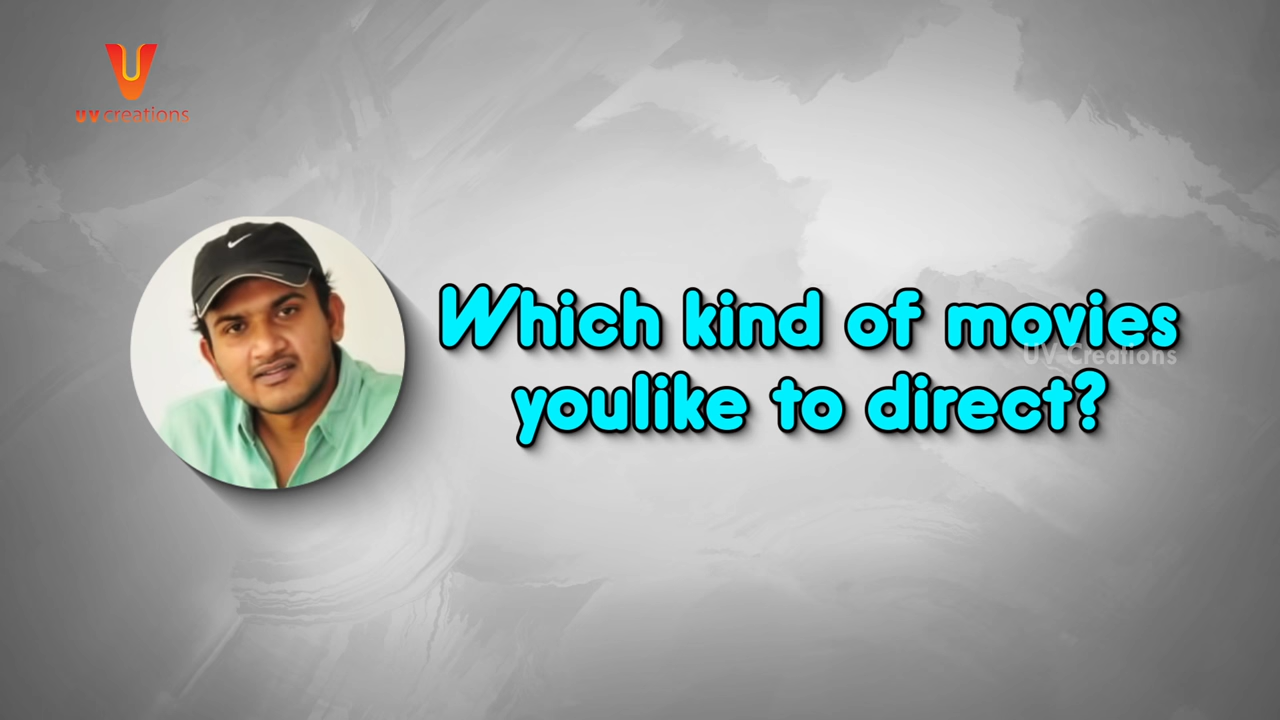 UV creations
Which kind of movies
UV Creations
youlike to direct?